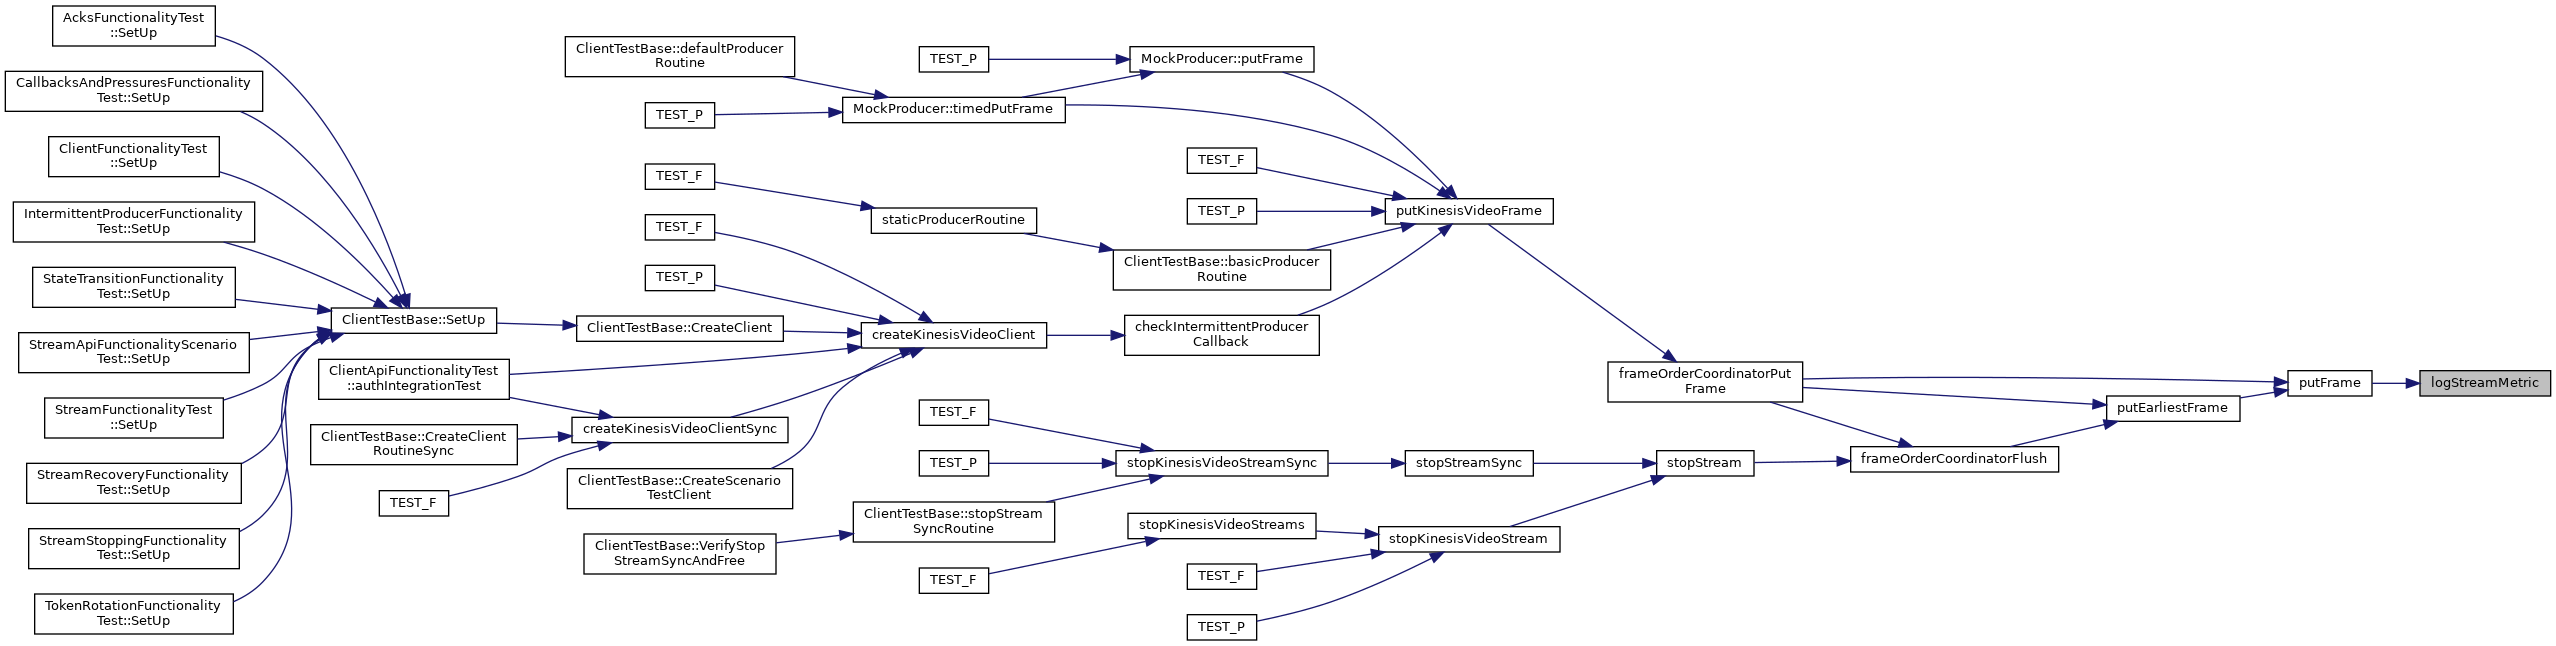 AcksFunctionalityTest
::SetUp
CallbacksAndPressuresFunctionality
Test::SetUp
ClientFunctionalityTest
::SetUp
IntermittentProducerFunctionality
Test::SetUp
StateTransitionFunctionality
Test::SetUp
StreamApiFunctionalityScenario
Test::SetUp
StreamFunctionalityTest
::SetUp
StreamRecoveryFunctionality
Test::SetUp
StreamStoppingFunctionality
Test::SetUp
TokenRotationFunctionality
Test::SetUp
ClientTestBase::SetUp
ClientApiFunctionalityTest
::authIntegrationTest
ClientTestBase::CreateClient
RoutineSync
TEST_F
ClientTestBase::defaultProducer
Routine
TEST_P
TEST_F
TEST_F
TEST_P
ClientTestBase::CreateClient
createKinesisVideoClientSync
ClientTestBase::CreateScenario
TestClient
ClientTestBase::VerifyStop
StreamSyncAndFree
TEST_P
MockProducer::timedPutFrame
staticProducerRoutine
createKinesisVideoClient
TEST_F
TEST_P
ClientTestBase::stopStream
SyncRoutine
TEST_F
MockProducer::putFrame
TEST_F
TEST_P
ClientTestBase::basicProducer
Routine
checkIntermittentProducer
Callback
stopKinesisVideoStreamSync
stopKinesisVideoStreams
TEST_F
TEST_P
putKinesisVideoFrame
stopStreamSync
stopKinesisVideoStream
frameOrderCoordinatorPut
Frame
stopStream
frameOrderCoordinatorFlush
putEarliestFrame
putFrame
logStreamMetric